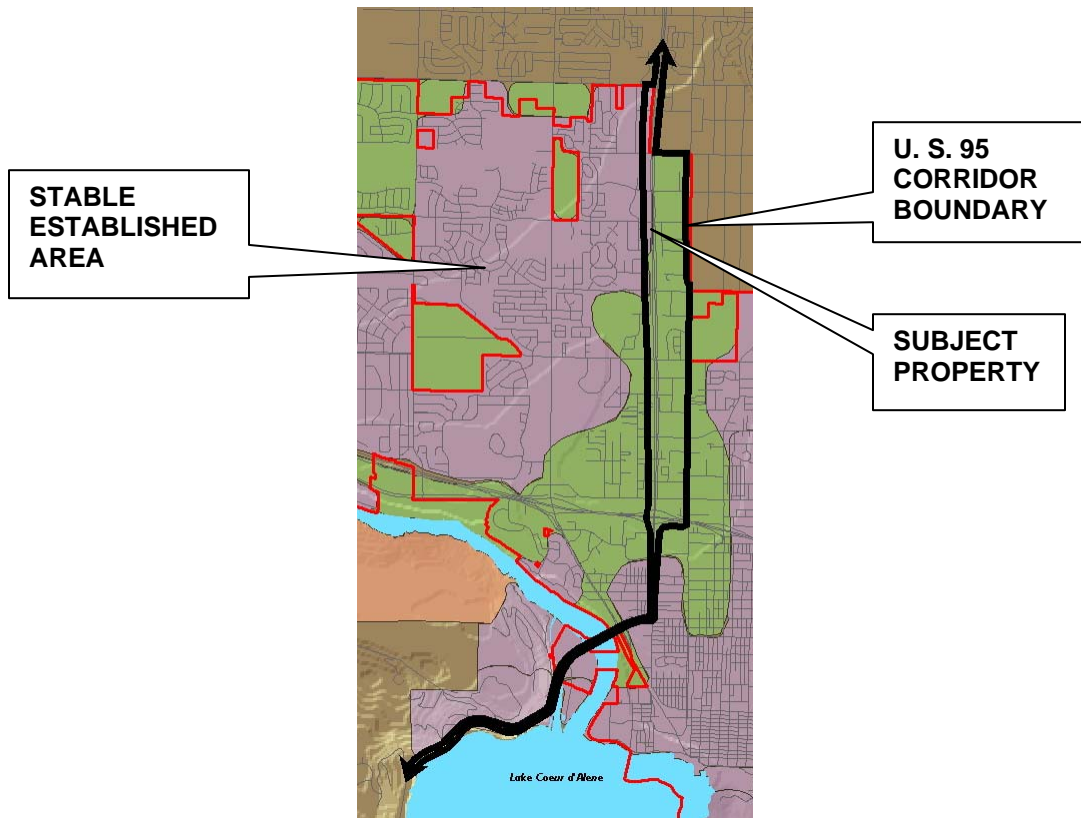 STABLE
ESTABLISHED
AREA
U. S. 95
CORRIDOR
BOUNDARY
SUBJECT
PROPERTY
Lake Coeur d'Alene